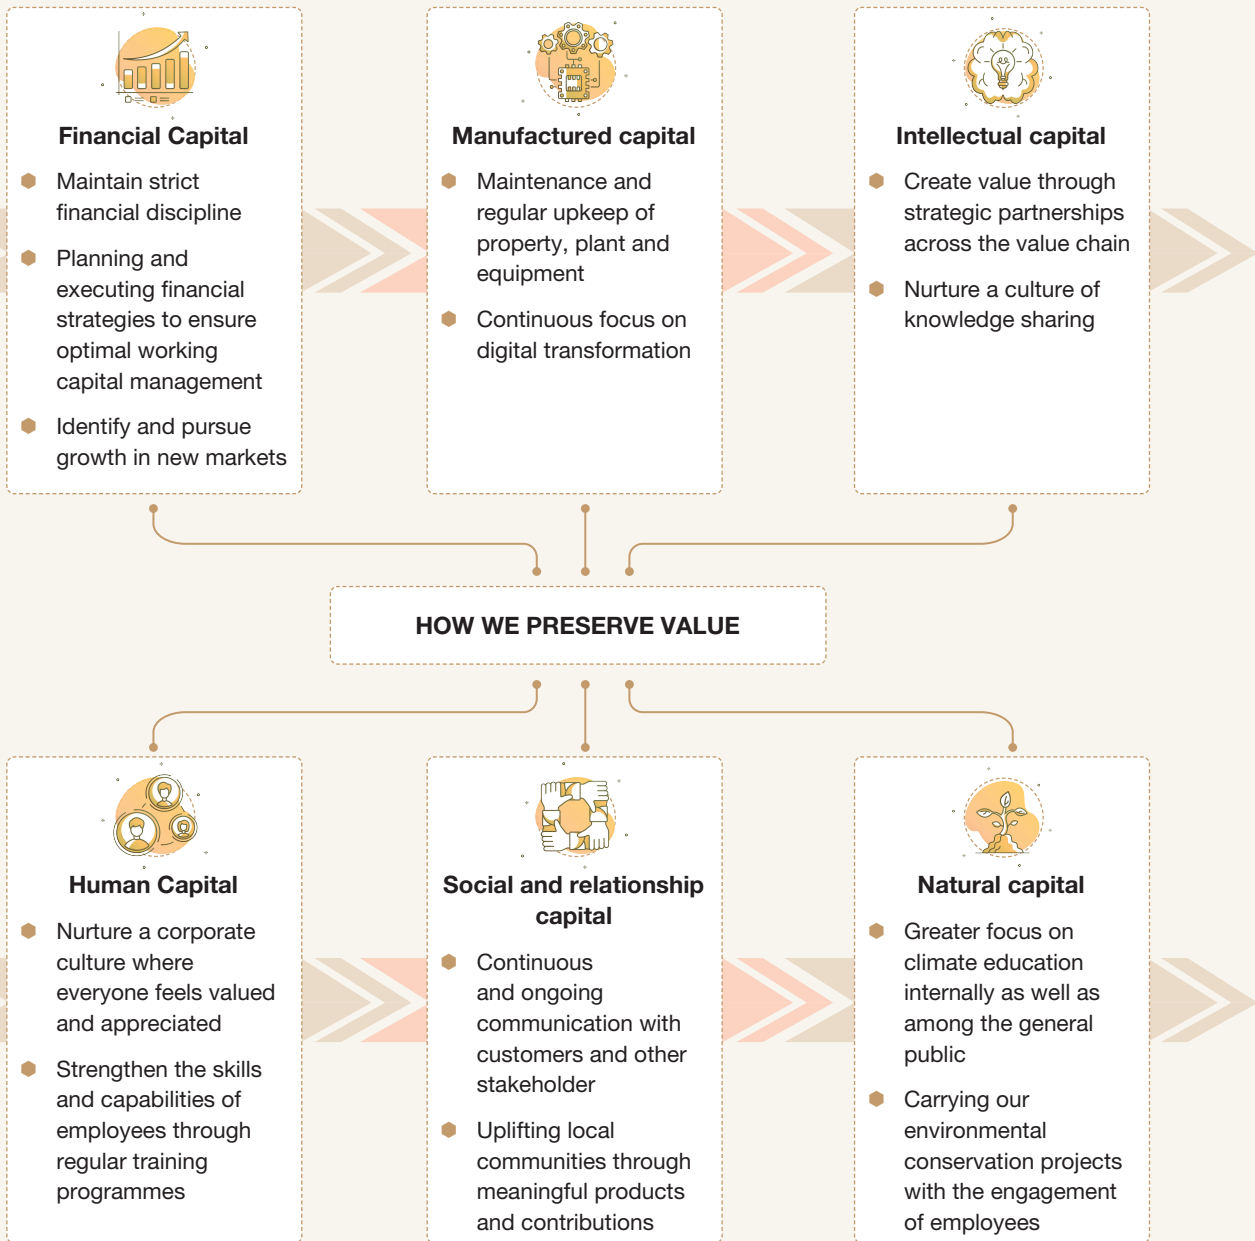 Financial Capital
Maintain strict
financial discipline
Planning and
executing financial
strategies to ensure
optimal working
capital management
Identify and pursue
growth in new markets
Manufactured capital
Maintenance and
regular upkeep of
property, plant and
equipment
Continuous focus on
digital transformation
Intellectual capital
Create value through
strategic partnerships
across the value chain
Nurture a culture of
knowledge sharing
HOW WE PRESERVE VALUE
Human Capital
Nurture a corporate
culture where
everyone feels valued
and appreciated
Strengthen the skills
and capabilities of
employees through
regular training
programmes
Social and relationship
capital
Continuous
and ongoing
communication with
customers and other
stakeholder
Uplifting local
communities through
meaningful products
and contributions
Natural capital
Greater focus on
climate education
internally as well as
among the general
public
Carrying our
environmental
conservation projects
with the engagement
of employees